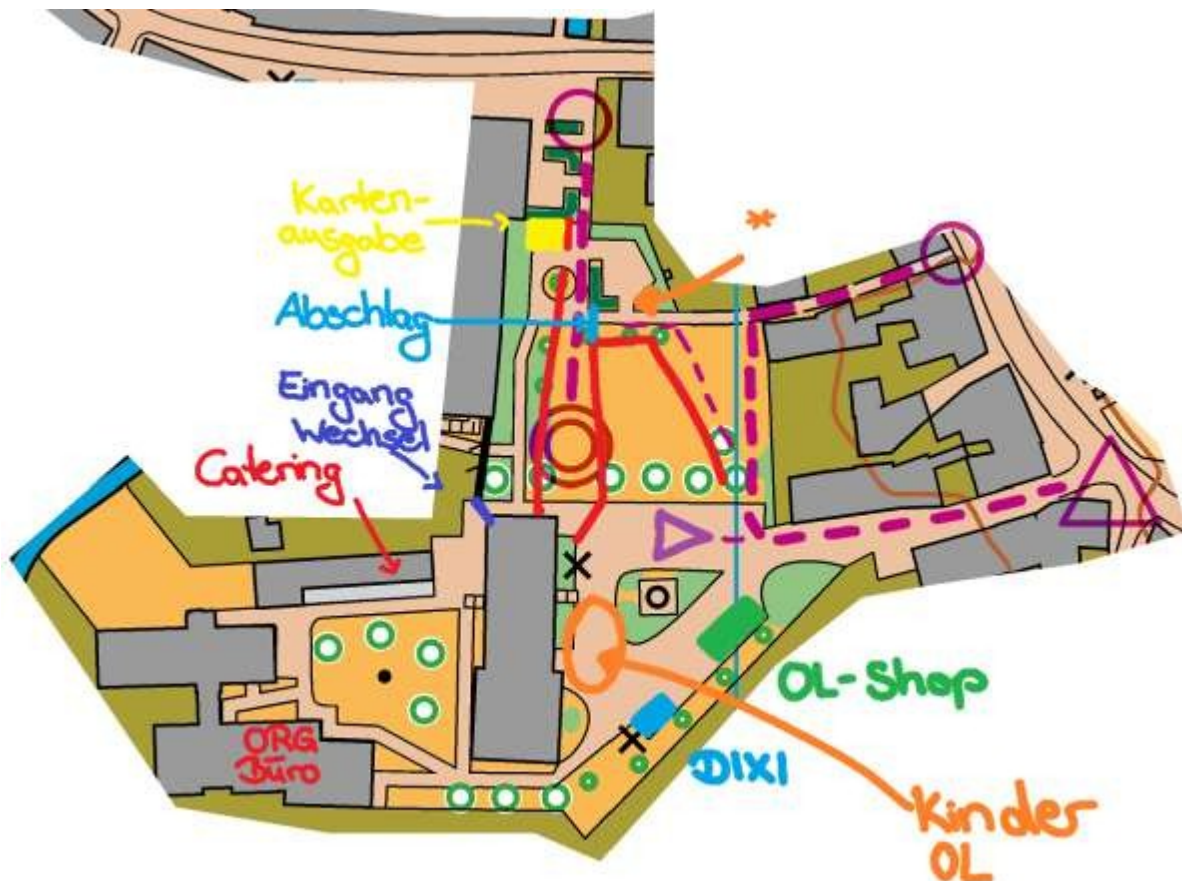 Karten-
ausgabe
*
Abschlag
Eingang
Wechsel
Catering
OL-Shop
ORG
Büro
DIXI
Kinder
OL